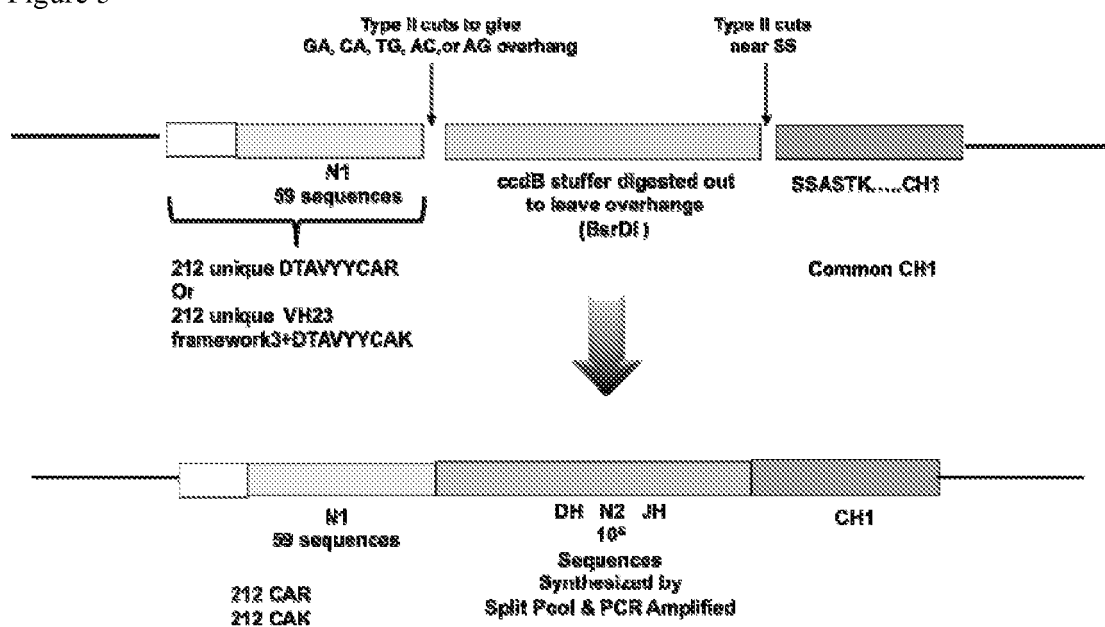 Figure 5
Type II cuts to give
GA, CA, TG, AC, or AG overhang
Type II cuts
near SS
N1
59 sequences
ccdB stuffer digested out
to leave overhangs
(BsrDI)
SSASTK.....CH1
212 unique DTAVYYCAR
Or
212 unique VH23
framework3+DTAVYYCAK
Common CH1
N1
59 sequences
DH N2 JH
CH1
Sequences
Synthesized by
Split Pool & PCR Amplified
212 CAR
212 CAK